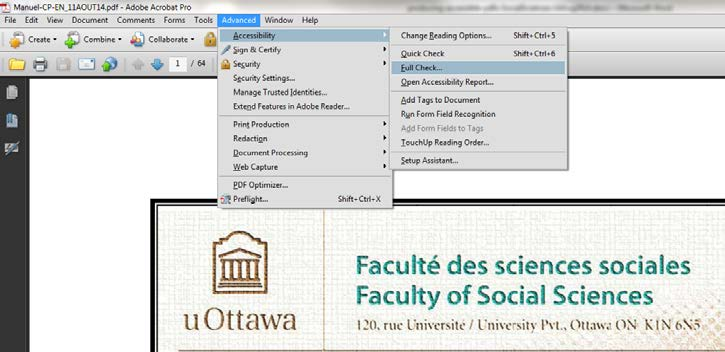 Manuel-CP-EN_11AOUT14.pdf - Adobe Acrobat Pro
File Edit View Document Comments Forms Tools Advanced Window Help
Create Combine Collaborate
1 / 64
Accessibility
Sign & Certify
Security
Security Settings...
Manage Trusted Identities...
Extend Features in Adobe Reader...
Print Production
Redaction
Document Processing
Web Capture
PDF Optimizer...
Preflight... Shift+Ctrl+X
Change Reading Options... Shift+Ctrl+5
Quick Check Shift+Ctrl+6
Full Check...
Open Accessibility Report...
Add Tags to Document
Run Form Field Recognition
Add Form Fields to Tags
TouchUp Reading Order...
Setup Assistant...
uOttawa
Faculté des sciences sociales
Faculty of Social Sciences
120, rue Université / University Pvt., Ottawa ON K1N 6N5